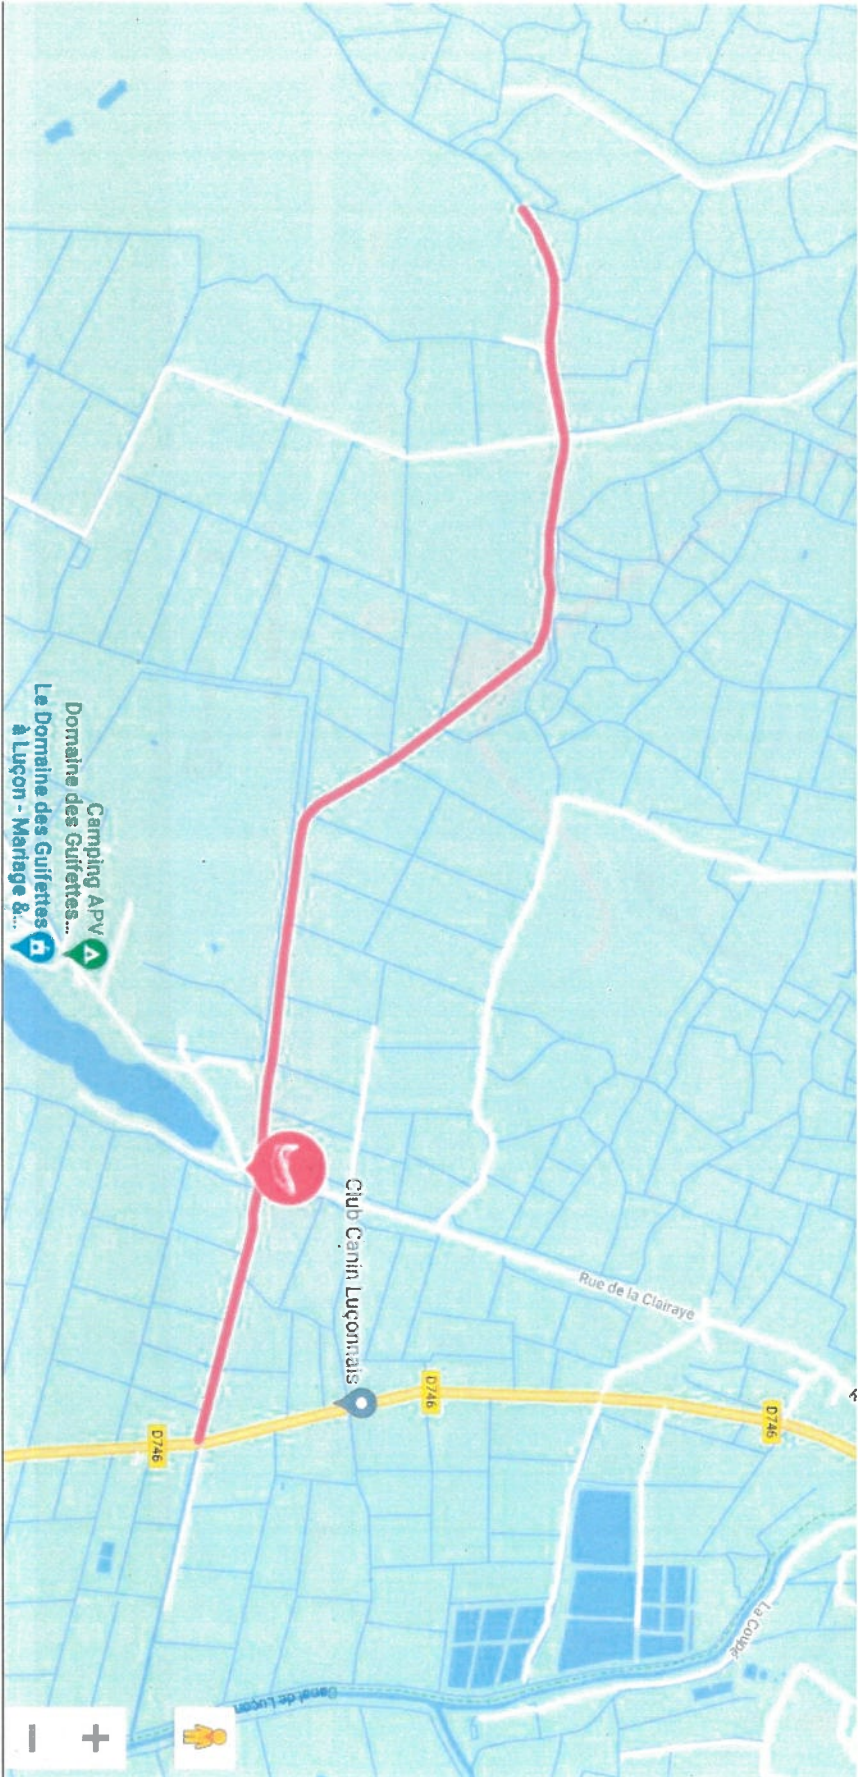 Camping APV
Domaine des Guifettes...
Le Domaine des Guifettes
à Luçon - Mariage &...
Club Canin Luçonnais
Rue de la Clairaye
D746
D746
D746
La Coupe
Canal de Luçon
+
−